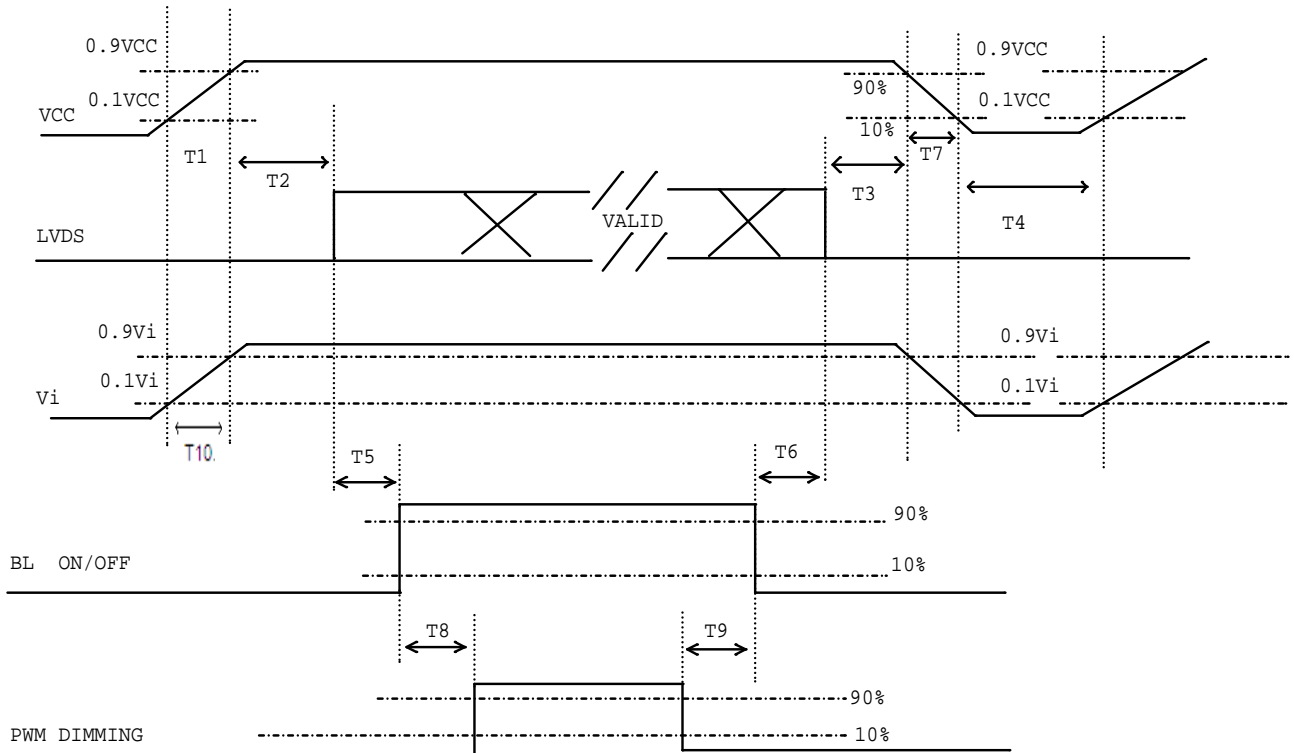 0.9VCC
0.9VCC
90%
0.1VCC
0.1VCC
VCC
10%
T1
T7
T2
T3
VALID
T4
LVDS
0.9Vi
0.9Vi
0.1Vi
0.1Vi
Vi
T10.
T5
T6
90%
BL ON/OFF
10%
T8
T9
90%
PWM DIMMING
10%